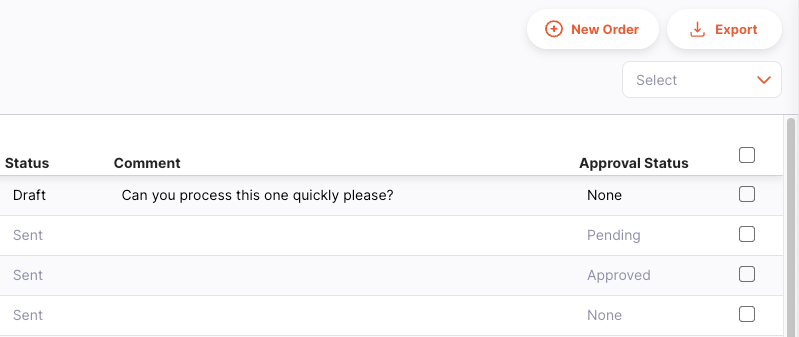 New Order Export
Select
Status Comment Approval Status
Draft Can you process this one quickly please? None
Sent Pending
Sent Approved
Sent None